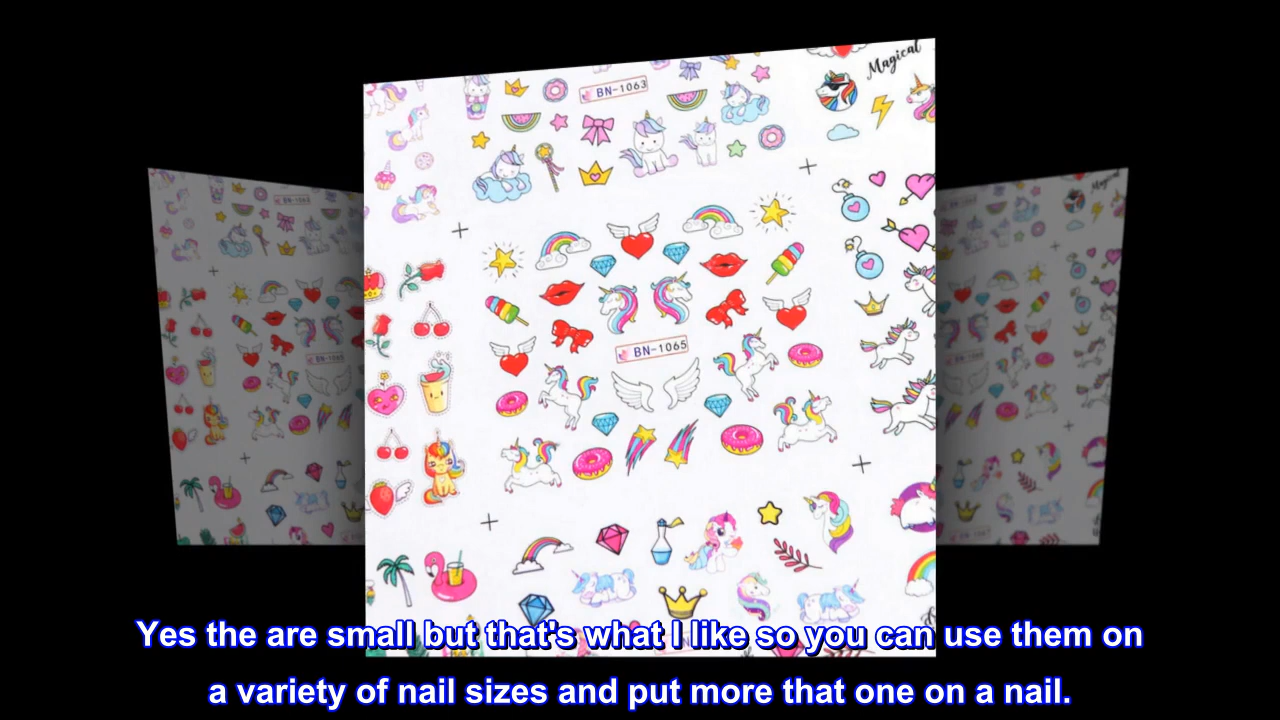 Magical
BN-1063
BN-1065
Yes the are small but that's what I like so you can use them on
a variety of nail sizes and put more that one on a nail.